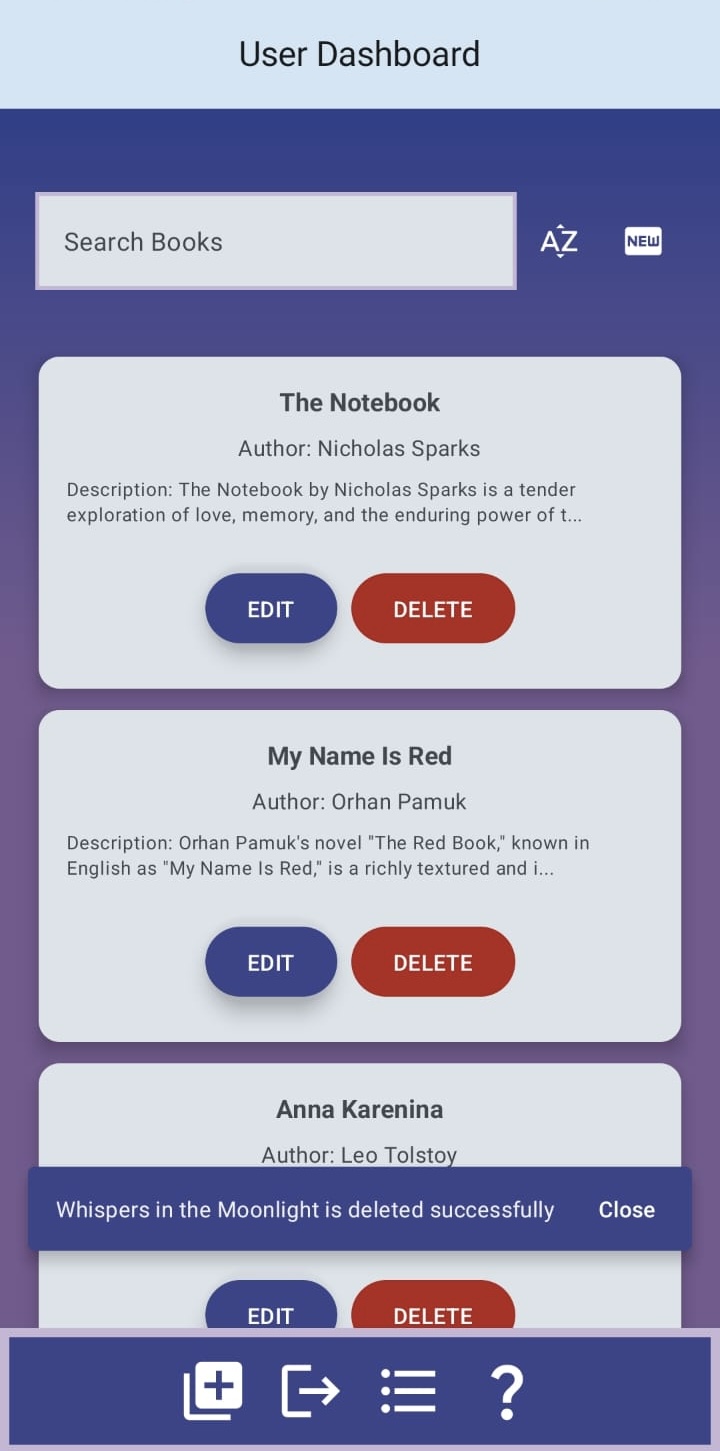 User Dashboard
Search Books
AZ
NEW
The Notebook
Author: Nicholas Sparks
Description: The Notebook by Nicholas Sparks is a tender
exploration of love, memory, and the enduring power of t...
EDIT DELETE
My Name Is Red
Author: Orhan Pamuk
Description: Orhan Pamuk's novel "The Red Book," known in
English as "My Name Is Red," is a richly textured and i...
EDIT DELETE
Anna Karenina
Author: Leo Tolstoy
Whispers in the Moonlight is deleted successfully Close
EDIT DELETE
?